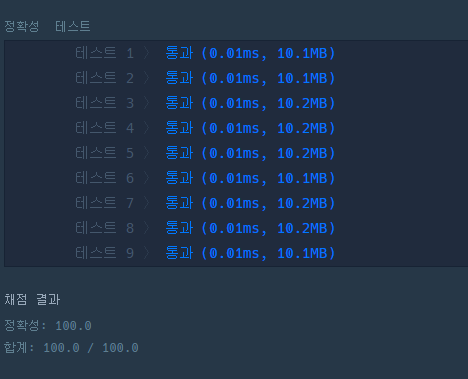 정확성 테스트
테스트 1 〉 통과 (0.01ms, 10.1MB)
테스트 2 〉 통과 (0.01ms, 10.1MB)
테스트 3 〉 통과 (0.01ms, 10.2MB)
테스트 4 〉 통과 (0.01ms, 10.2MB)
테스트 5 〉 통과 (0.01ms, 10.2MB)
테스트 6 〉 통과 (0.01ms, 10.1MB)
테스트 7 〉 통과 (0.01ms, 10.2MB)
테스트 8 〉 통과 (0.01ms, 10.2MB)
테스트 9 〉 통과 (0.01ms, 10.2MB)
채점 결과
정확성: 100.0
합계: 100.0 / 100.0